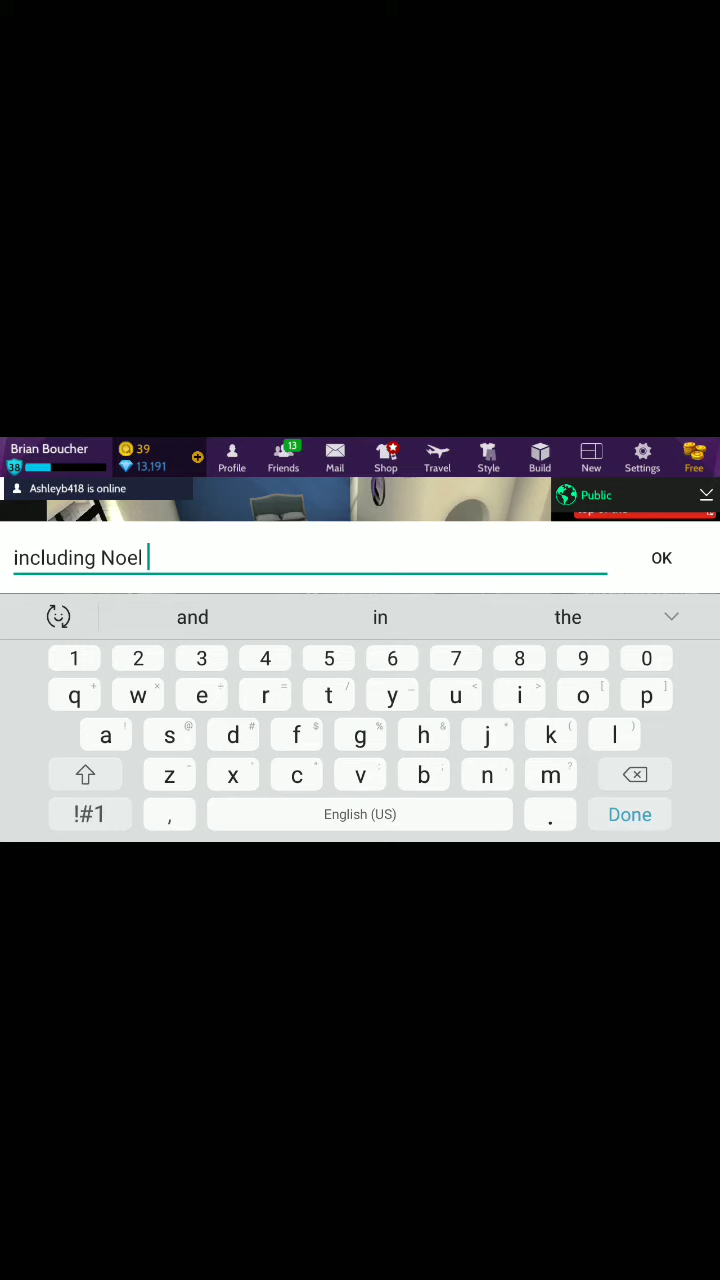 Brian Boucher
38
39
13,191
+
Profile
13
Friends
Mail
Shop
Travel
Style
Build
New
Settings
Free
Ashleyb418 is online
Public
including Noel
OK
and in the
1 2 3 4 5 6 7 8 9 0
q + w × e ÷ r = t / y _ u < i > o [ p ]
a ! s @ d # f $ g % h & j * k ( l )
z - x ' c " v : b ; n , m ?
!#1 , English (US) . Done